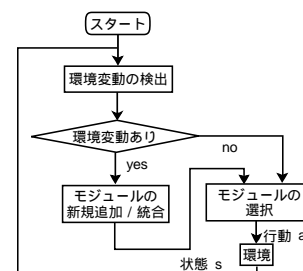 スタート
環境変動の検出
環境変動あり
yes
no
モジュールの
新規追加 / 統合
モジュールの
選択
行動 a
環境
状態 s